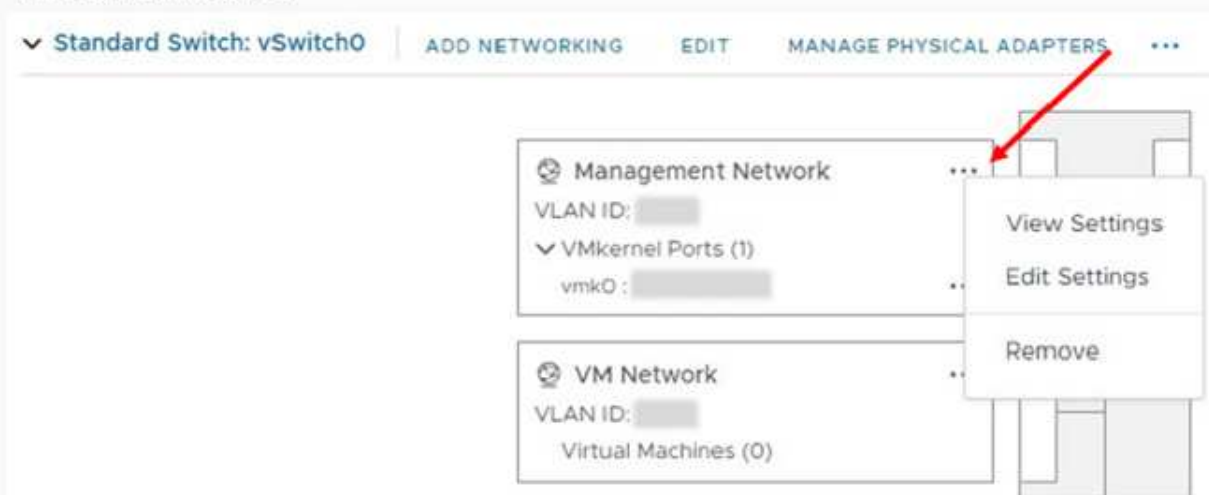 Standard Switch: vSwitch0 ADD NETWORKING EDIT MANAGE PHYSICAL ADAPTERS ...
Management Network ...
VLAN ID:
VMkernel Ports (1)
vmk0 :
View Settings
Edit Settings
Remove
VM Network
VLAN ID:
Virtual Machines (0)